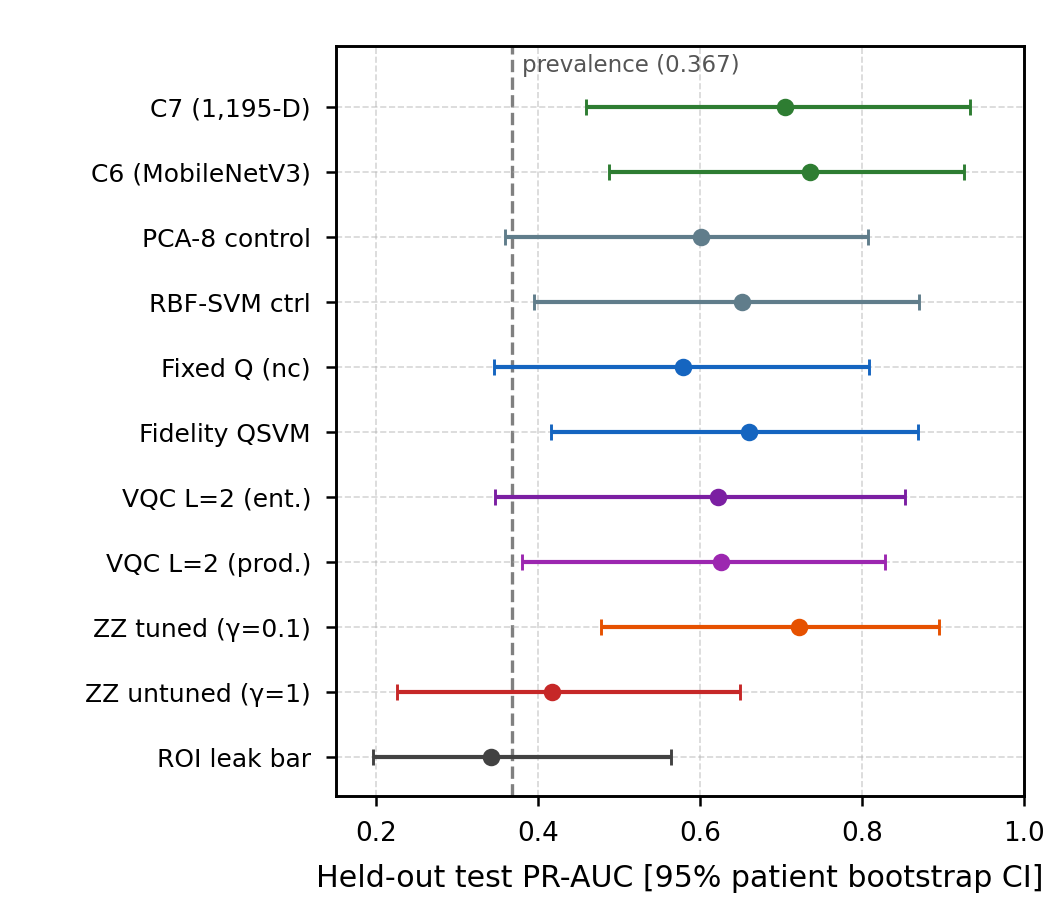 prevalence (0.367)
C7 (1,195-D)
C6 (MobileNetV3)
PCA-8 control
RBF-SVM ctrl
Fixed Q (nc)
Fidelity QSVM
VQC L=2 (ent.)
VQC L=2 (prod.)
ZZ tuned (γ=0.1)
ZZ untuned (γ=1)
ROI leak bar
0.2 0.4 0.6 0.8 1.0
Held-out test PR-AUC [95% patient bootstrap CI]